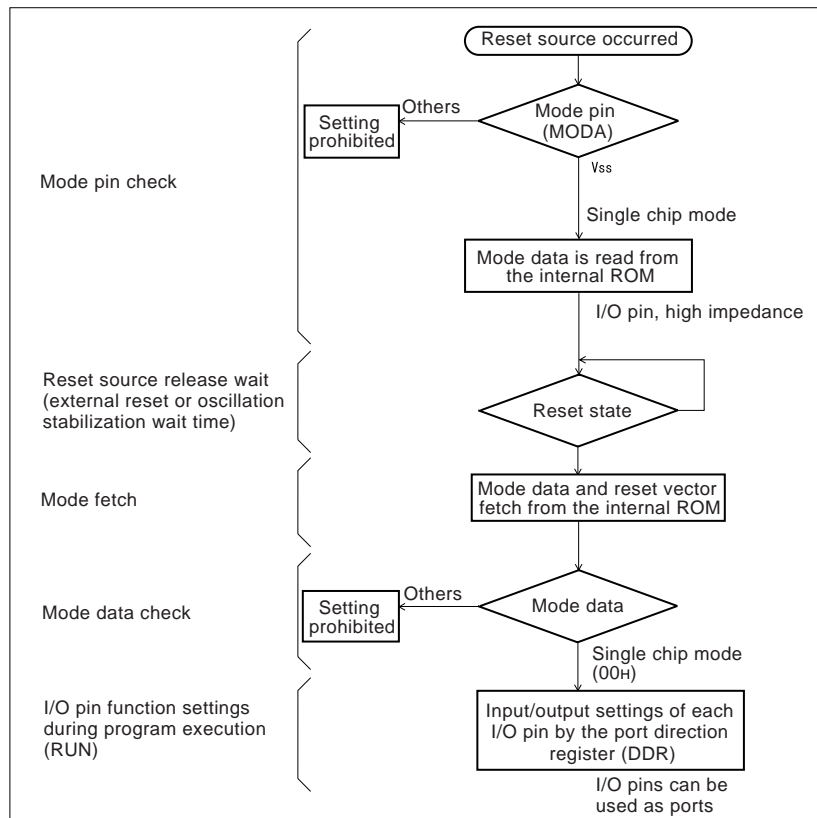 Reset source occurred
Mode pin
(MODA)
Others
Setting
prohibited
Vss
Mode pin check
Single chip mode
Mode data is read from
the internal ROM
I/O pin, high impedance
Reset source release wait
(external reset or oscillation
stabilization wait time)
Reset state
Mode fetch
Mode data and reset vector
fetch from the internal ROM
Mode data check
Others
Setting
prohibited
Mode data
Single chip mode
(00H)
I/O pin function settings
during program execution
(RUN)
Input/output settings of each
I/O pin by the port direction
register (DDR)
I/O pins can be
used as ports